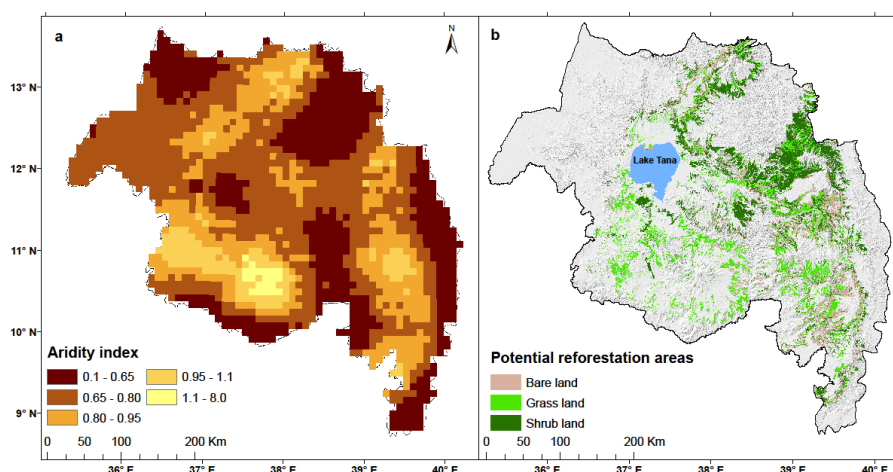 a
N
13° N
12° N
11° N
10° N
9° N
Aridity index
0.1 - 0.65
0.95 - 1.1
0.65 - 0.80
1.1 - 8.0
0.80 - 0.95
0 50 100 200 Km
36° E 37° E 38° E 39° E 40° E
b
Lake Tana
Potential reforestation areas
Bare land
Grass land
Shrub land
0 50 100 200 KM
36° E 37° E 38° E 39° E 40° E